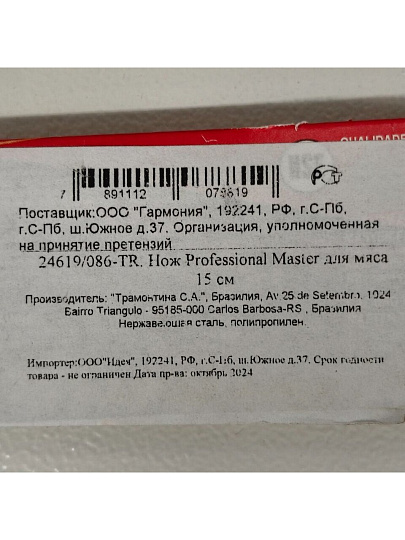 QUALIDADE
7 891112 079619
Поставщик:ООО "Гармония", 192241, РФ, г.С-Пб,
г.С-Пб, ш.Южное д.37. Организация, уполномоченная
на принятие претензий
24619/086-TR. Нож Professional Master для мяса
15 см
Производитель: "Трамонтина С.А.", Бразилия, Av.25 de Setembro, 1024
Bairro Triangulo - 95185-000 Carlos Barbosa-RS , Бразилия
Нержавеющая сталь, полипропилен.
Импортер:ООО"Идея", 197241, РФ, г.С-Пб, ш.Южное д.37. Срок годности
товара - не ограничен.Дата пр-ва: октябрь 2024